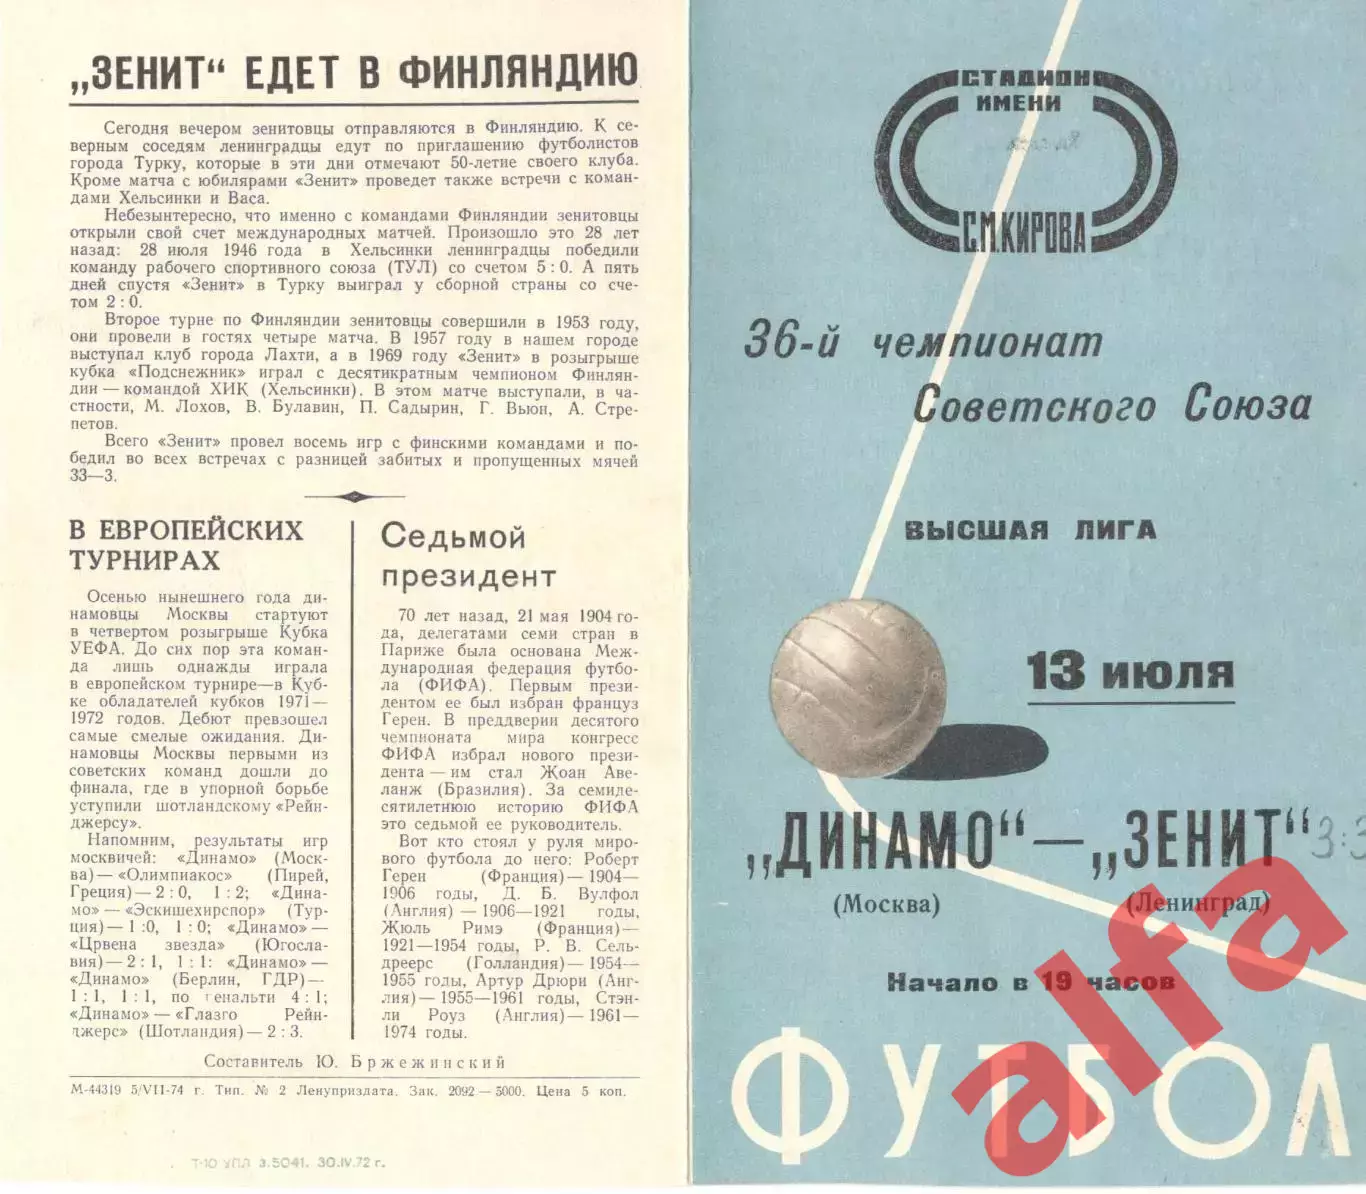 „ЗЕНИТ“ ЕДЕТ В ФИНЛЯНДИЮ
Сегодня вечером зенитовцы отправляются в Финляндию. К се-
верным соседям ленинградцы едут по приглашению футболистов
города Турку, которые в эти дни отмечают 50-летие своего клуба.
Кроме матча с юбилярами «Зенит» проведет также встречи с коман-
дами Хельсинки и Васа.
Небезынтересно, что именно с командами Финляндии зенитовцы
открыли свой счет международных матчей. Произошло это 28 лет
назад: 28 июля 1946 года в Хельсинки ленинградцы победили
команду рабочего спортивного союза (ТУЛ) со счетом 5:0. А пять
дней спустя «Зенит» в Турку выиграл у сборной страны со сче-
том 2:0.
Второе турне по Финляндии зенитовцы совершили в 1953 году,
они провели в гостях четыре матча. В 1957 году в нашем городе
выступал клуб города Лахти, а в 1969 году «Зенит» в розыгрыше
кубка «Подснежник» играл с десятикратным чемпионом Финлян-
дии — командой ХИК (Хельсинки). В этом матче выступали, в ча-
стности, М. Лохов, В. Булавин, П. Садырин, Г. Вьюн, А. Стре-
петов.
Всего «Зенит» провел восемь игр с финскими командами и по-
бедил во всех встречах с разницей забитых и пропущенных мячей
33—3.
В ЕВРОПЕЙСКИХ
ТУРНИРАХ
Осенью нынешнего года ди-
намовцы Москвы стартуют
в четвертом розыгрыше Кубка
УЕФА. До сих пор эта коман-
да лишь однажды играла
в европейском турнире—в Куб-
ке обладателей кубков 1971—
1972 годов. Дебют превзошел
самые смелые ожидания. Ди-
намовцы Москвы первыми из
советских команд дошли до
финала, где в упорной борьбе
уступили шотландскому «Рейн-
джерсу».
Напомним, результаты игр
москвичей: «Динамо» (Моск-
ва)—«Олимпиакос» (Пирей,
Греция)—2:0, 1:2; «Дина-
мо»—«Эскишехирспор» (Тур-
ция)—1:0, 1:0; «Динамо»—
«Црвена звезда» (Югосла-
вия)—2:1, 1:1: «Динамо»—
«Динамо» (Берлин, ГДР)—
1:1, 1:1, по пенальти 4:1;
«Динамо»—«Глазго Рейн-
джерс» (Шотландия)—2:3.
Седьмой
президент
70 лет назад, 21 мая 1904 го-
да, делегатами семи стран в
Париже была основана Меж-
дународная федерация футбо-
ла (ФИФА). Первым прези-
дентом ее был избран француз
Герен. В преддверии десятого
чемпионата мира конгресс
ФИФА избрал нового прези-
дента — им стал Жоан Аве-
ланж (Бразилия). За семиде-
сятилетнюю историю ФИФА
это седьмой ее руководитель.
Вот кто стоял у руля миро-
вого футбола до него: Роберт
Герен (Франция)—1904—
1906 годы, Д. Б. Вулфол
(Англия) — 1906—1921 годы,
Жюль Римэ (Франция)—
1921—1954 годы, Р. В. Сель-
дреерс (Голландия) — 1954—
1955 годы, Артур Дрюри (Анг-
лия)—1955—1961 годы, Стэн-
ли Роуз (Англия)—1961—
1974 годы.
Составитель Ю. Бржежинский
М-44319 5/VII-74 г. Тип. № 2 Ленуприздата. Зак. 2092 — 5000. Цена 5 коп.
Т-10 УПЛ з.5041. 30.IV.72 г.
СТАДИОН
ИМЕНИ
С.М.КИРОВА
36-й чемпионат
Советского Союза
ВЫСШАЯ ЛИГА
13 ИЮЛЯ
„ДИНАМО“ — „ЗЕНИТ“ 3:3
(Москва) (Ленинград)
Начало в 19 часов
ФУТБОЛ
alfa